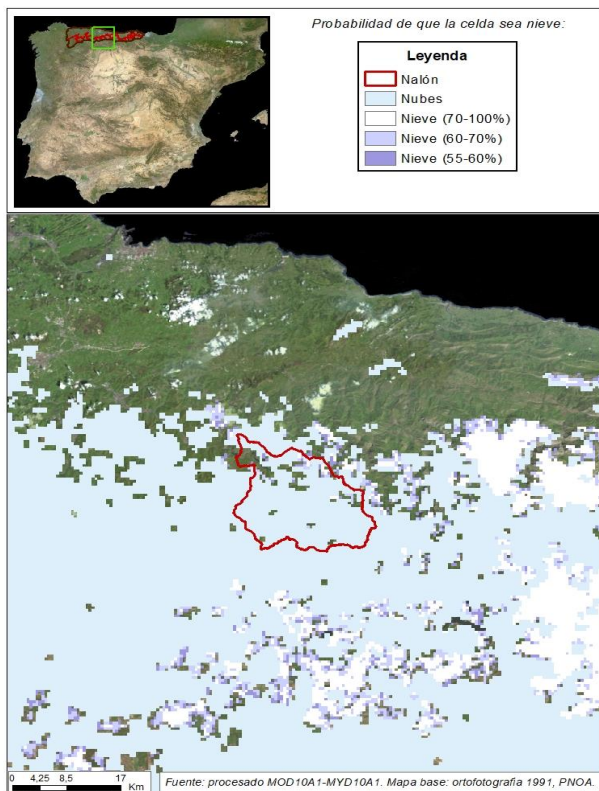 Probabilidad de que la celda sea nieve:
Leyenda
Nalón
Nubes
Nieve (70-100%)
Nieve (60-70%)
Nieve (55-60%)
0 4,25 8,5 17
Km
Fuente: procesado MOD10A1-MYD10A1. Mapa base: ortofotografia 1991, PNOA.